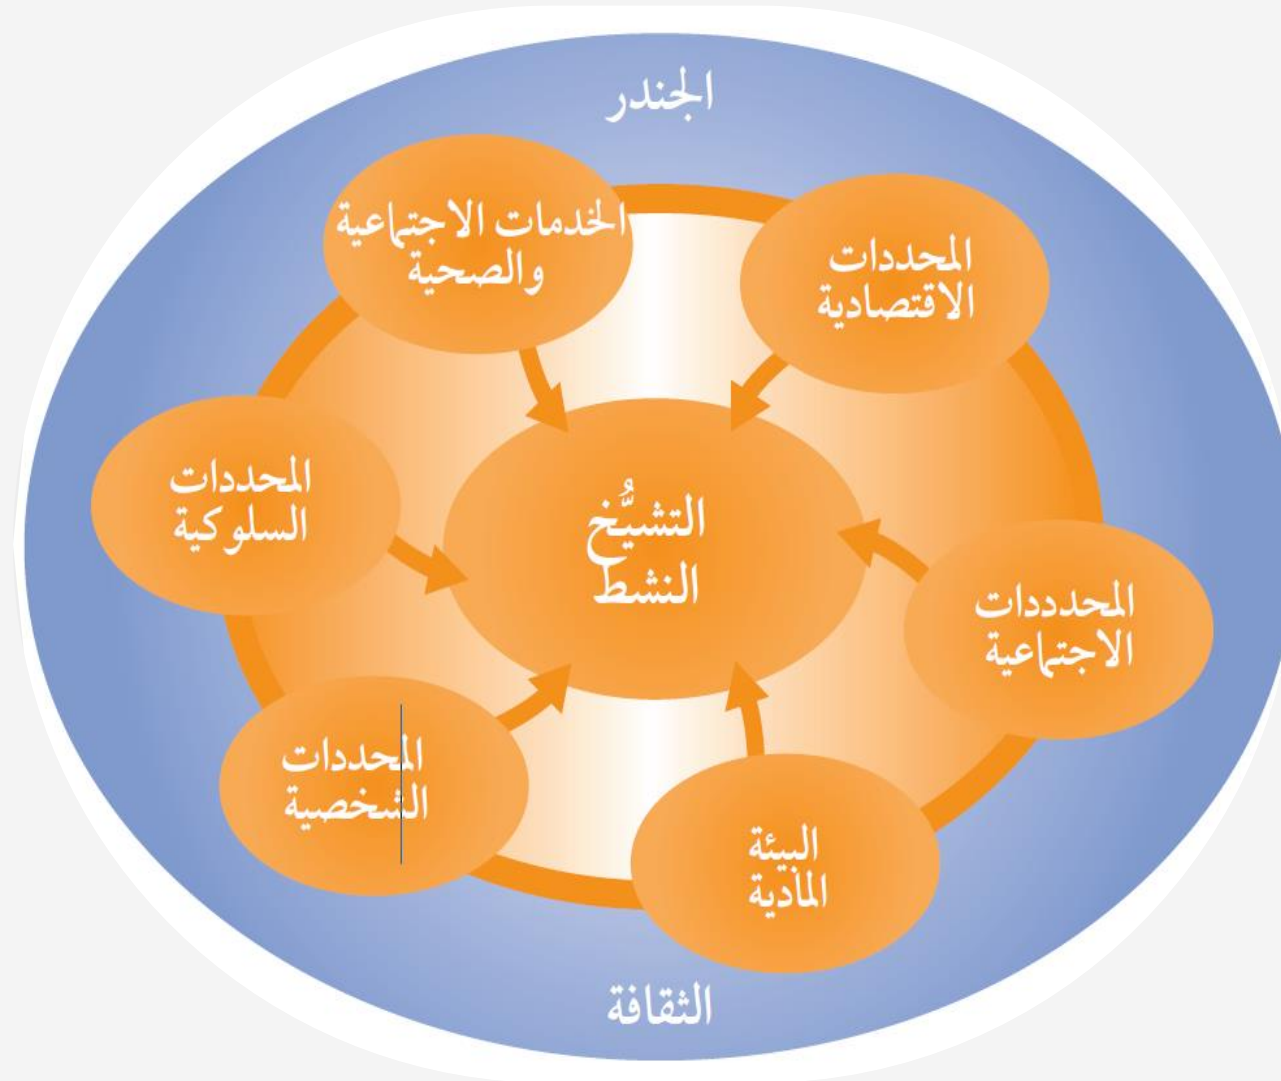 الجندر
الخدمات الاجتماعية
والصحية
المحددات
الاقتصادية
المحددات
السلوكية
التشيُّخ
النشط
المحدددات
الاجتماعية
المحددات
الشخصية
البيئة
المادية
الثقافة